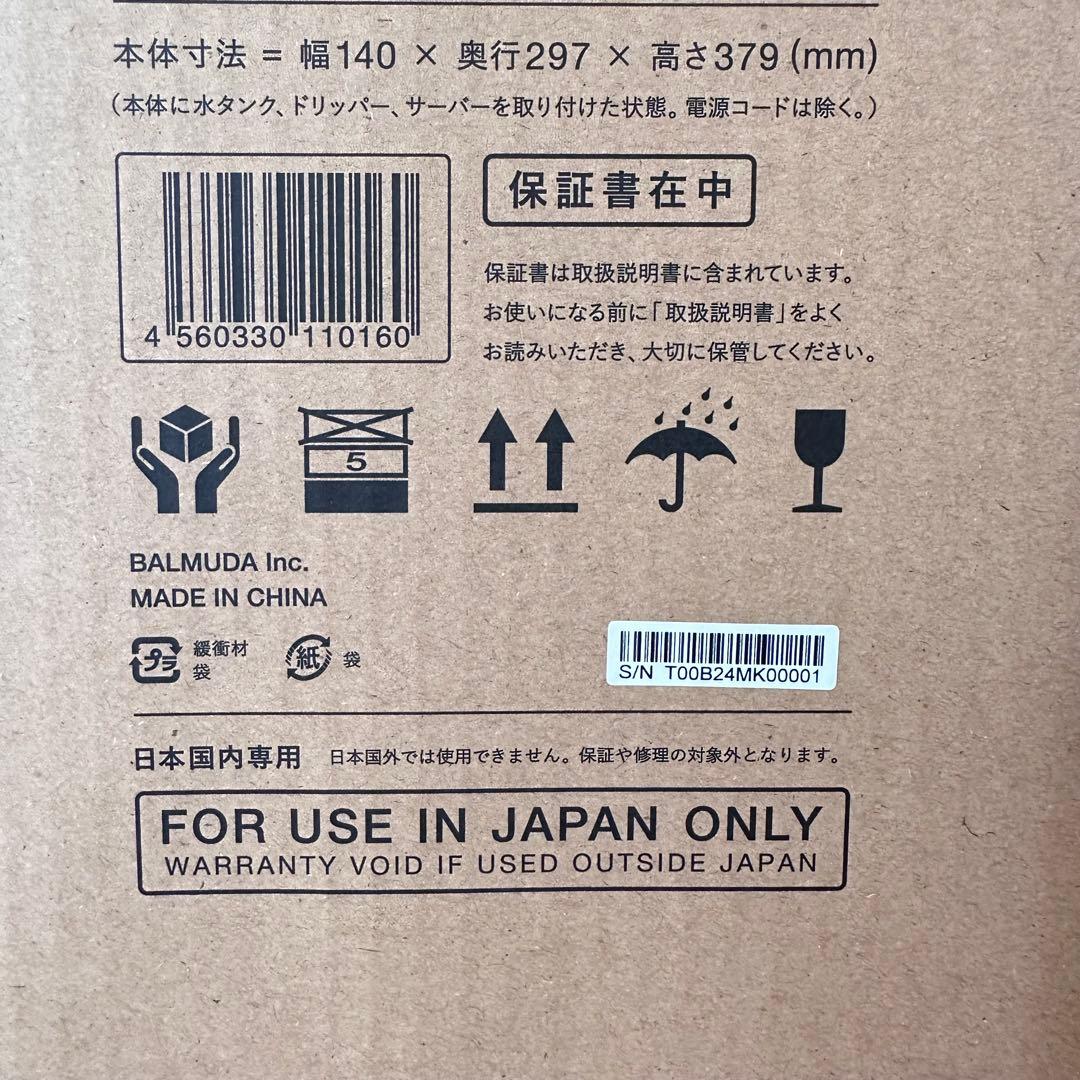 本体寸法 = 幅140 × 奥行297 × 高さ379 (mm)
（本体に水タンク、ドリッパー、サーバーを取り付けた状態。電源コードは除く。）
4 560330 110160
保証書在中
保証書は取扱説明書に含まれています。
お使いになる前に「取扱説明書」をよく
お読みいただき、大切に保管してください。
5
BALMUDA Inc.
MADE IN CHINA
プラ 緩衝材
袋
紙 袋
S/N T00B24MK00001
日本国内専用 日本国外では使用できません。保証や修理の対象外となります。
FOR USE IN JAPAN ONLY
WARRANTY VOID IF USED OUTSIDE JAPAN